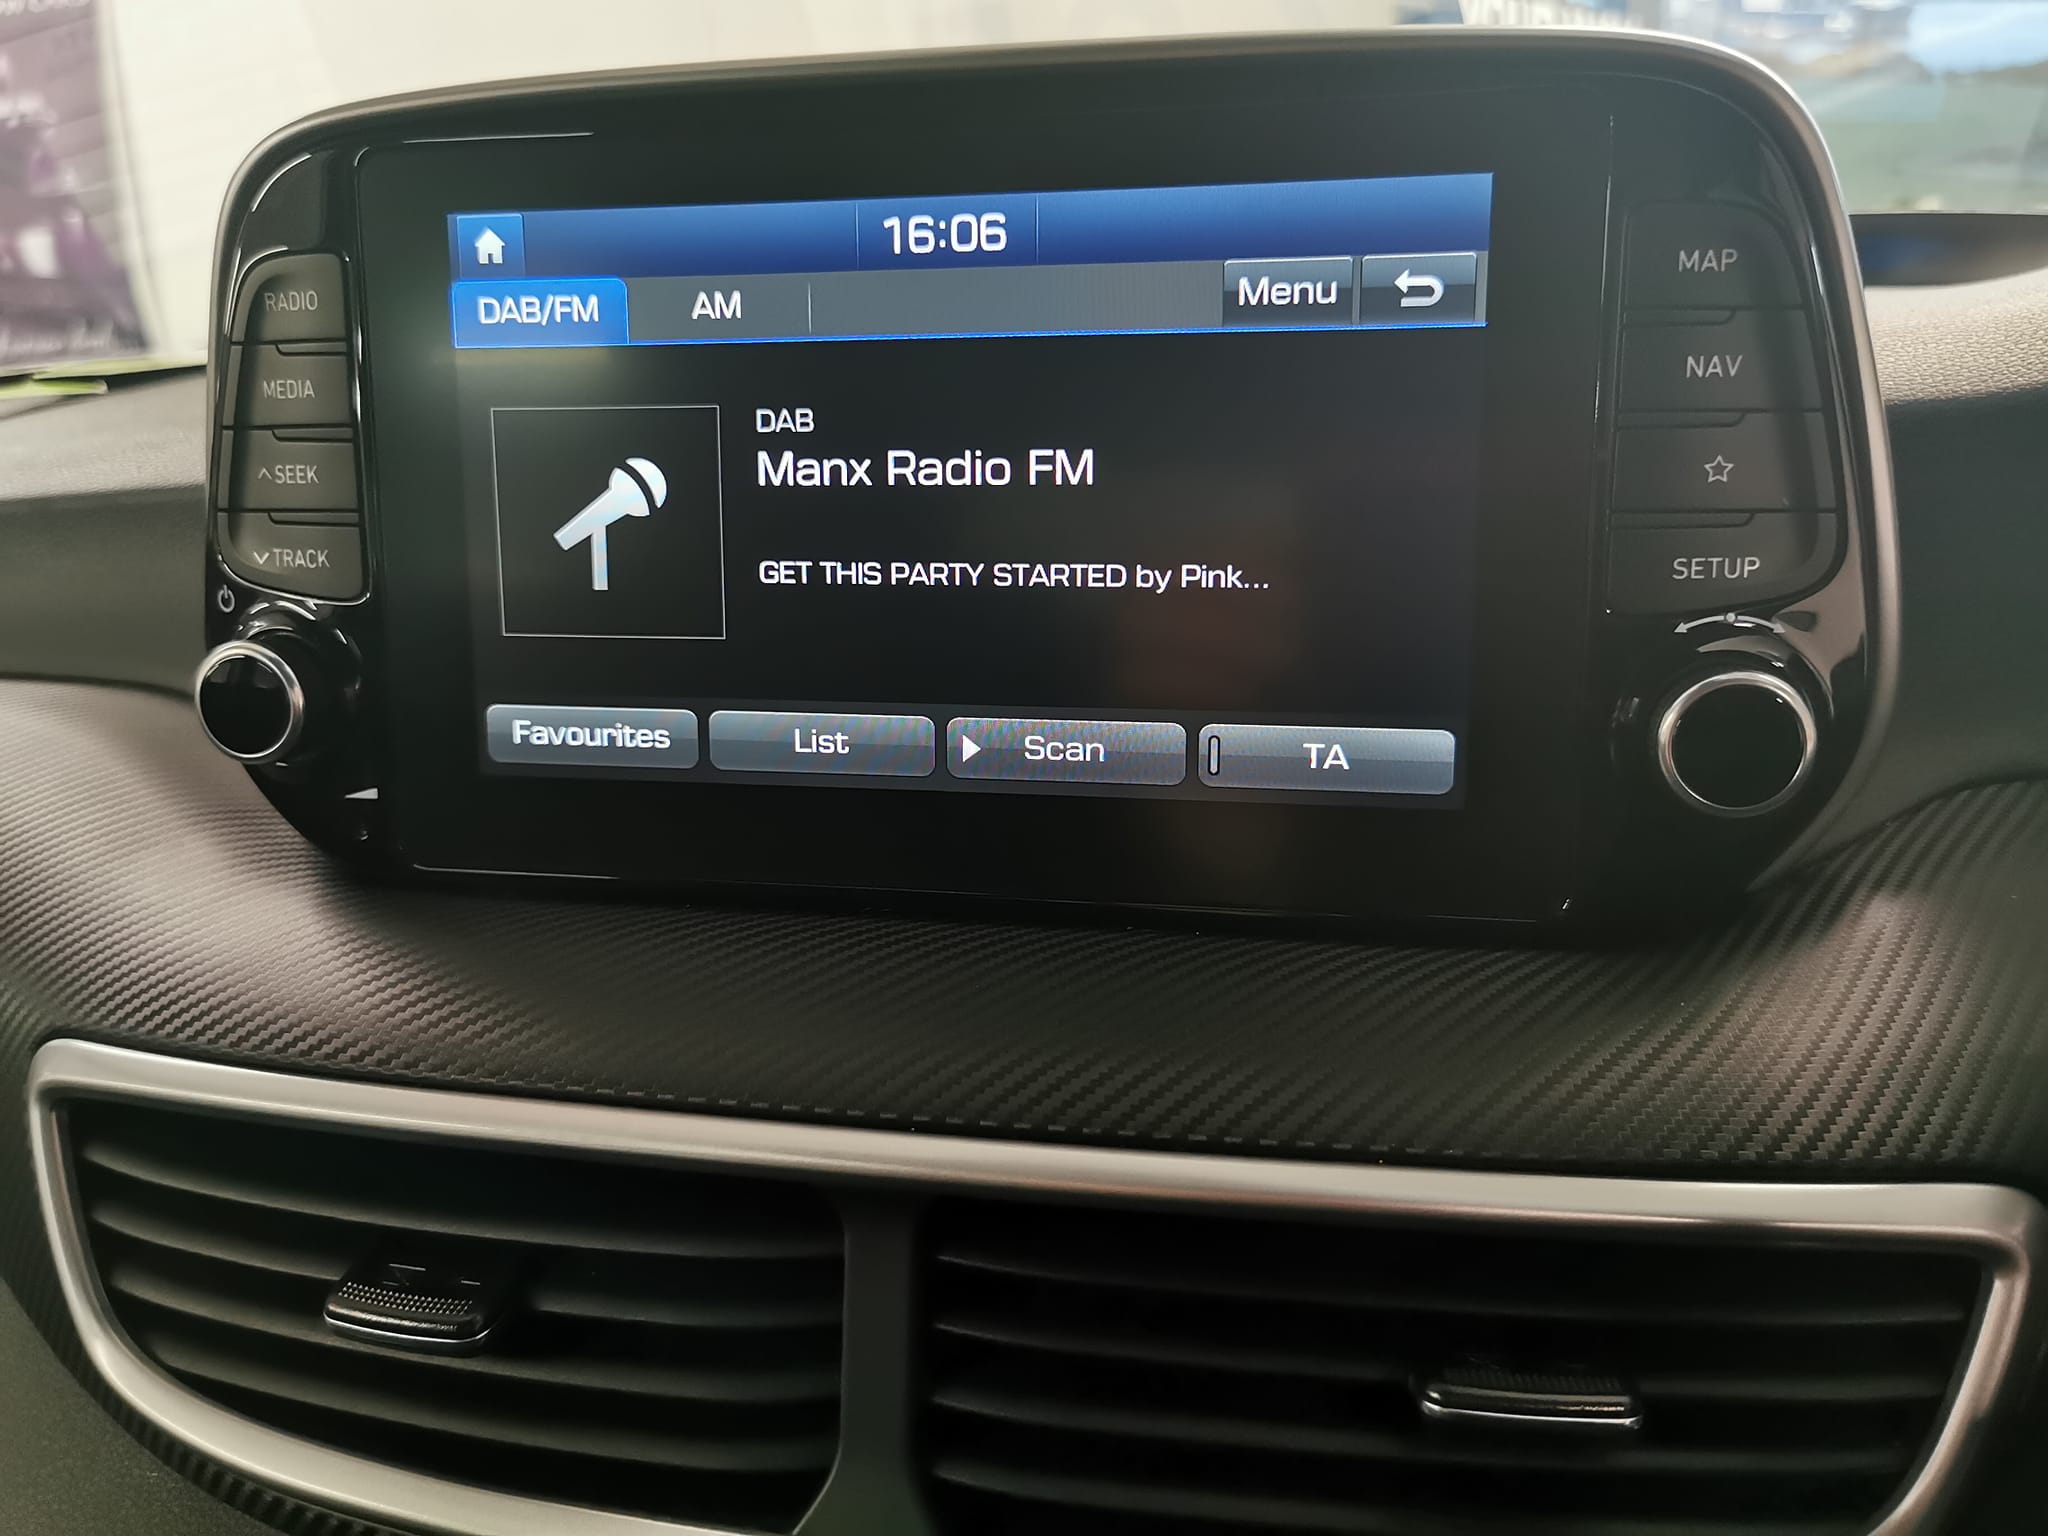 16:06
DAB/FM
AM
Menu
DAB
Manx Radio FM
GET THIS PARTY STARTED by Pink...
Favourites
List
Scan
TA
RADIO
MEDIA
SEEK
TRACK
MAP
NAV
SETUP